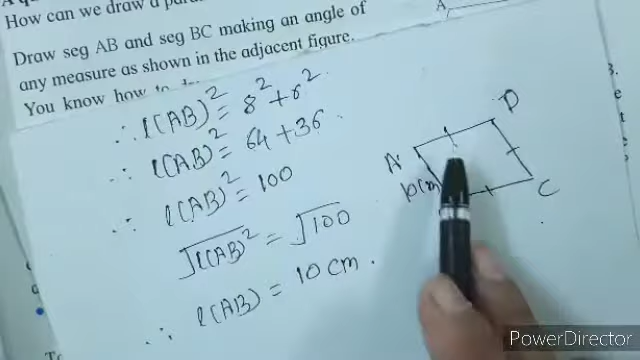 How can we draw a
A
Draw seg AB and seg BC making an angle of
any measure as shown in the adjacent figure.
You know how to
∴ l(AB)² = 8² + 6²
∴ l(AB)² = 64 + 36
∴ l(AB)² = 100
√l(AB)² = √100
∴ l(AB) = 10 cm.
D
A
10cm
C
3.
e
t
PowerDirector